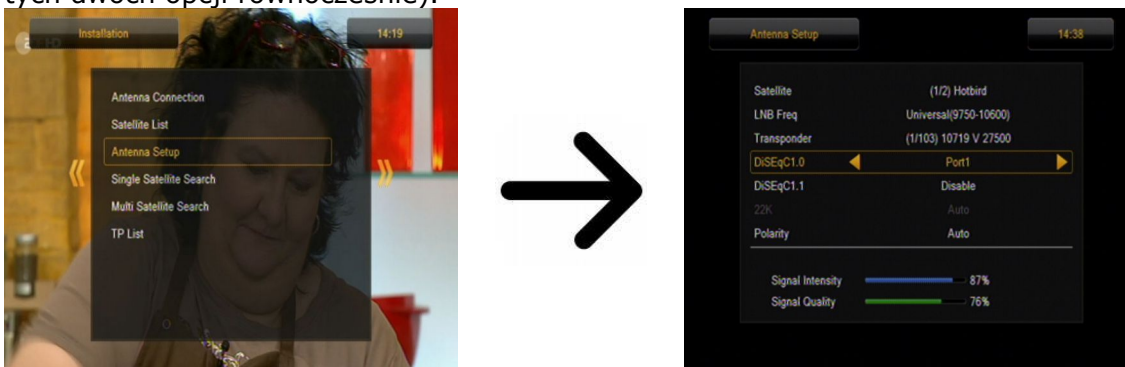 tych dwóch opcji równocześnie).
Installation
14:19
Antenna Connection
Satellite List
Antenna Setup
Single Satellite Search
Multi Satellite Search
TP List
Antenna Setup
14:38
Satellite (1/2) Hotbird
LNB Freq Universal(9750-10600)
Transponder (1/103) 10719 V 27500
DiSEqC1.0 Port1
DiSEqC1.1 Disable
22K Auto
Polarity Auto
Signal Intensity 87%
Signal Quality 76%